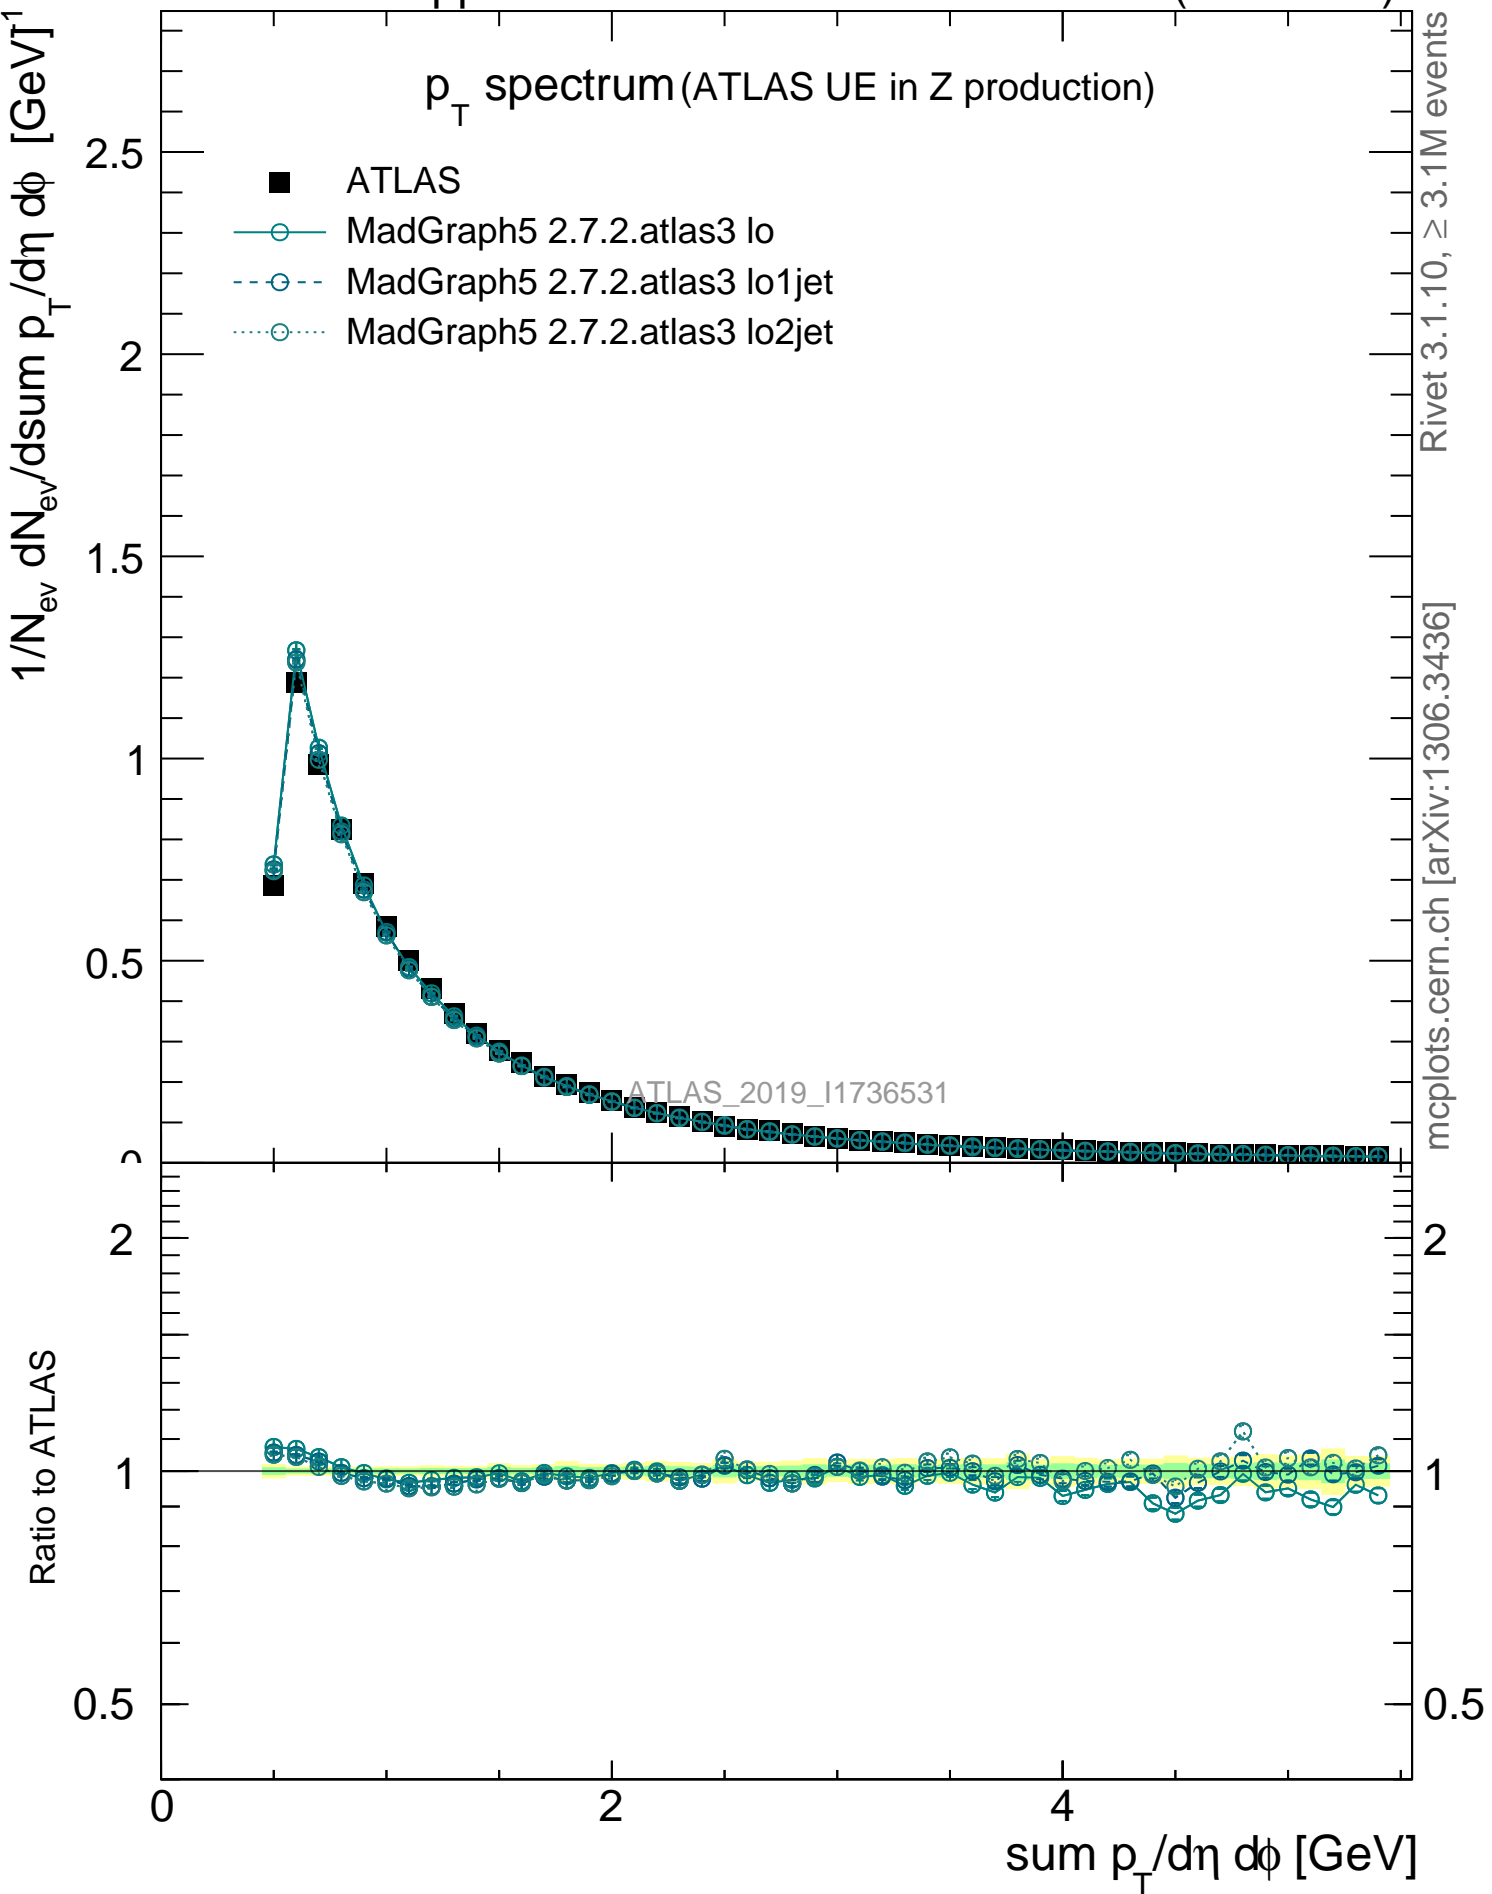 p_T spectrum (ATLAS UE in Z production)
ATLAS
MadGraph5 2.7.2.atlas3 lo
MadGraph5 2.7.2.atlas3 lo1jet
MadGraph5 2.7.2.atlas3 lo2jet
1/N_ev dN_ev/dsum p_T/dη dϕ [GeV]^-1
2.5
2
1.5
1
0.5
0
ATLAS_2019_I1736531
Rivet 3.1.10, ≥ 3.1M events
mcplots.cern.ch [arXiv:1306.3436]
Ratio to ATLAS
2
1
0.5
2
1
0.5
0
2
4
sum p_T/dη dϕ [GeV]